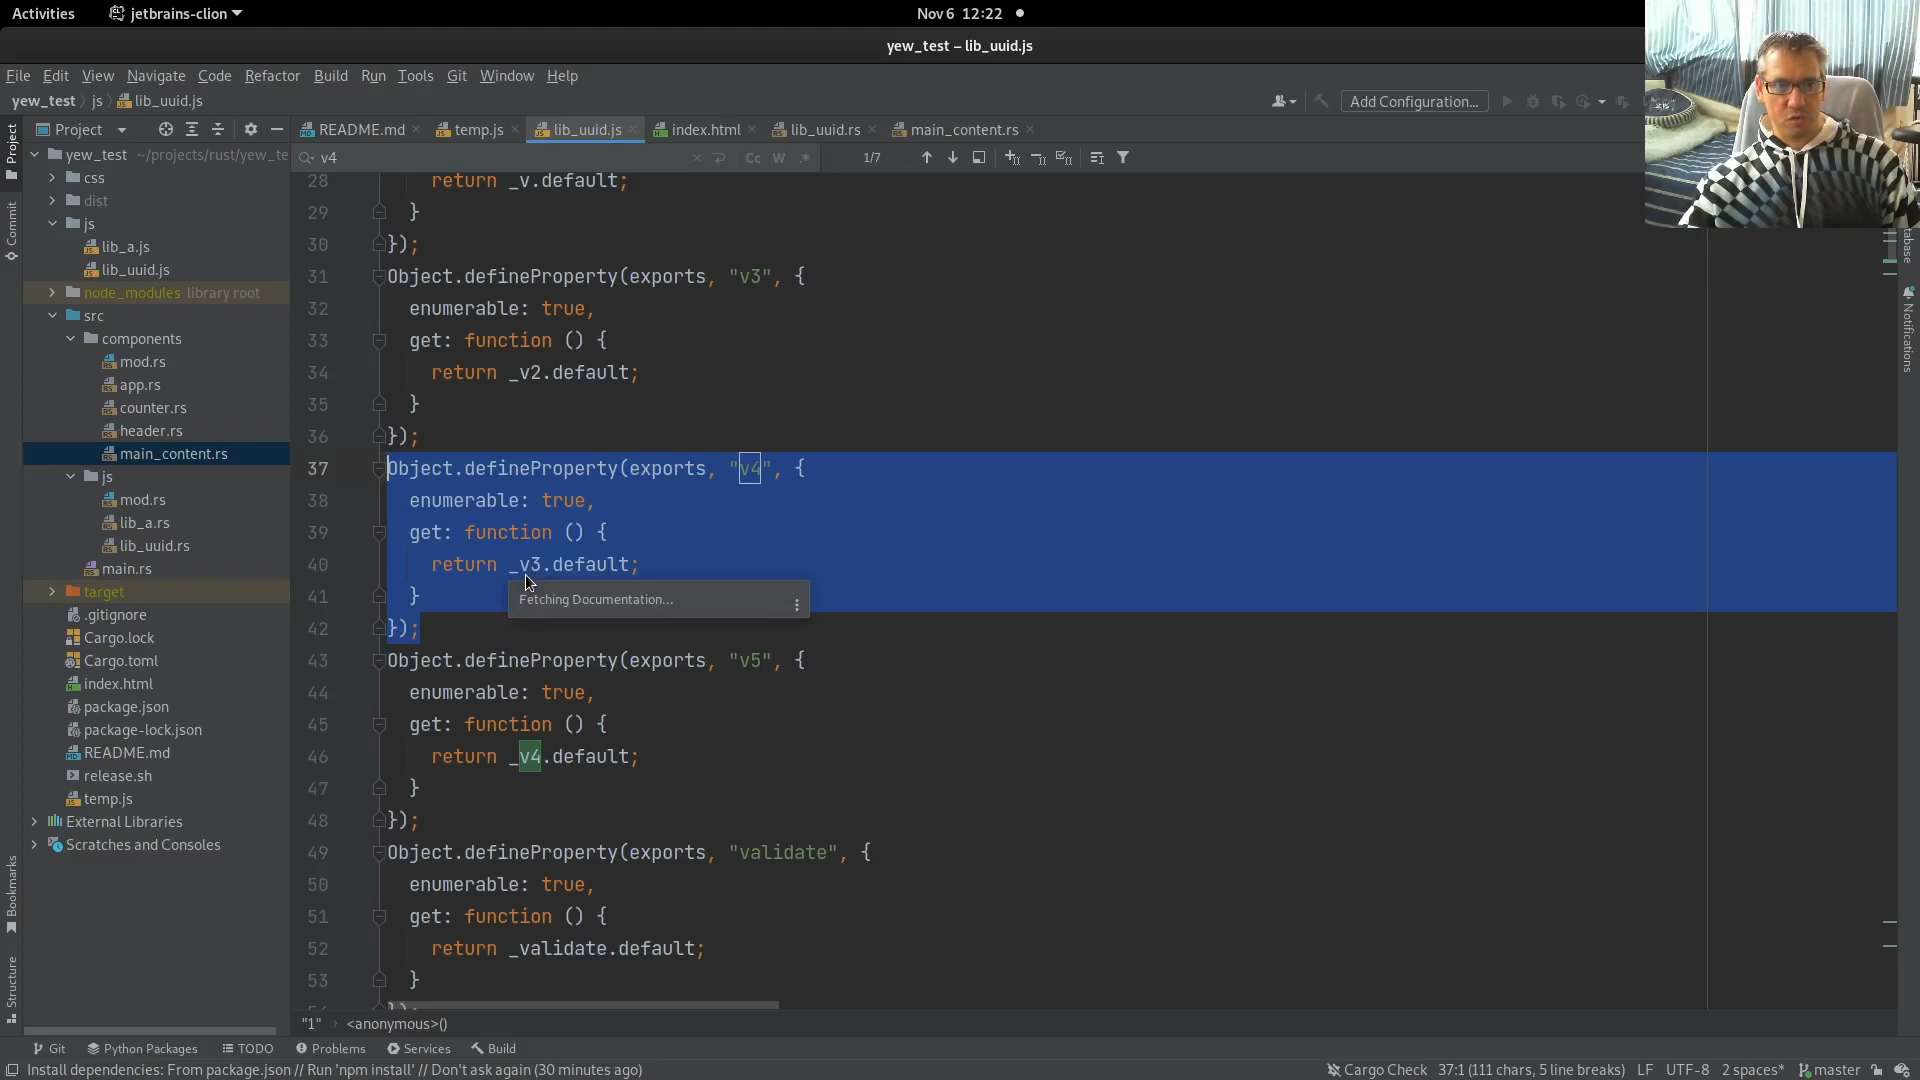 Activities
jetbrains-clion
Nov 6 12:22
yew_test – lib_uuid.js
File Edit View Navigate Code Refactor Build Run Tools Git Window Help
yew_test
js
lib_uuid.js
Add Configuration...
Project
README.md
temp.js
lib_uuid.js
index.html
lib_uuid.rs
main_content.rs
v4
Cc W .*
1/7
Project
Commit
Bookmarks
Structure
yew_test ~/projects/rust/yew_te
css
dist
js
lib_a.js
lib_uuid.js
node_modules library root
src
components
mod.rs
app.rs
counter.rs
header.rs
main_content.rs
js
mod.rs
lib_a.rs
lib_uuid.rs
main.rs
target
.gitignore
Cargo.lock
Cargo.toml
index.html
package.json
package-lock.json
README.md
release.sh
temp.js
External Libraries
Scratches and Consoles
28 return _v.default;
29 }
30 });
31 Object.defineProperty(exports, "v3", {
32 enumerable: true,
33 get: function () {
34 return _v2.default;
35 }
36 });
37 Object.defineProperty(exports, "v4", {
38 enumerable: true,
39 get: function () {
40 return _v3.default;
41 }
Fetching Documentation...
42 });
43 Object.defineProperty(exports, "v5", {
44 enumerable: true,
45 get: function () {
46 return _v4.default;
47 }
48 });
49 Object.defineProperty(exports, "validate", {
50 enumerable: true,
51 get: function () {
52 return _validate.default;
53 }
Notifications
"1" <anonymous>()
Git
Python Packages
TODO
Problems
Services
Build
Install dependencies: From package.json // Run 'npm install' // Don't ask again (30 minutes ago)
Cargo Check 37:1 (111 chars, 5 line breaks) LF UTF-8 2 spaces* master